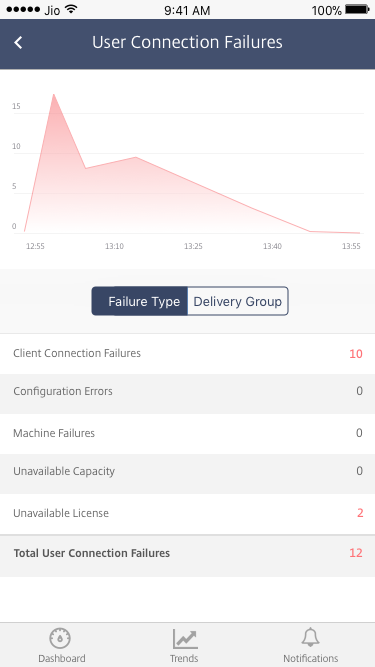 Jio 9:41 AM 100%
User Connection Failures
15
10
5
0
12:55 13:10 13:25 13:40 13:55
Failure Type Delivery Group
Client Connection Failures 10
Configuration Errors 0
Machine Failures 0
Unavailable Capacity 0
Unavailable License 2
Total User Connection Failures 12
Dashboard Trends Notifications